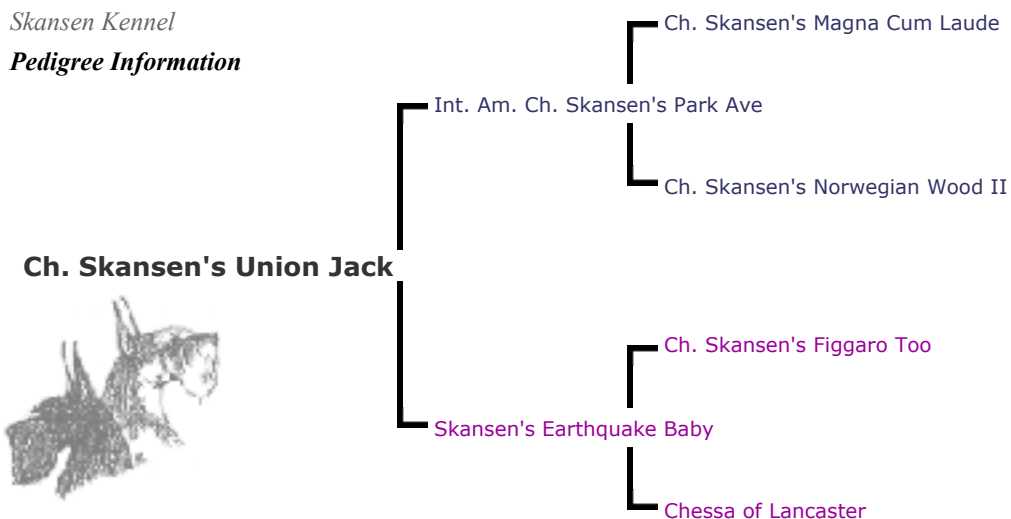 Skansen Kennel
Pedigree Information
Ch. Skansen's Magna Cum Laude
Int. Am. Ch. Skansen's Park Ave
Ch. Skansen's Norwegian Wood II
Ch. Skansen's Union Jack
Ch. Skansen's Figgaro Too
Skansen's Earthquake Baby
Chessa of Lancaster